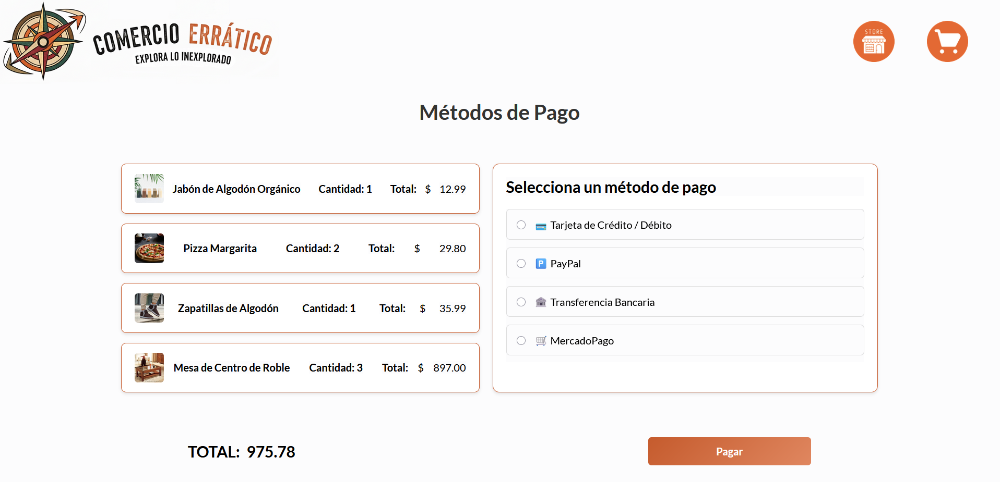 COMERCIO ERRÁTICO
EXPLORA LO INEXPLORADO
STORE
Métodos de Pago
Jabón de Algodón Orgánico Cantidad: 1 Total: $ 12.99
Pizza Margarita Cantidad: 2 Total: $ 29.80
Zapatillas de Algodón Cantidad: 1 Total: $ 35.99
Mesa de Centro de Roble Cantidad: 3 Total: $ 897.00
Selecciona un método de pago
Tarjeta de Crédito / Débito
P PayPal
Transferencia Bancaria
MercadoPago
TOTAL: 975.78
Pagar